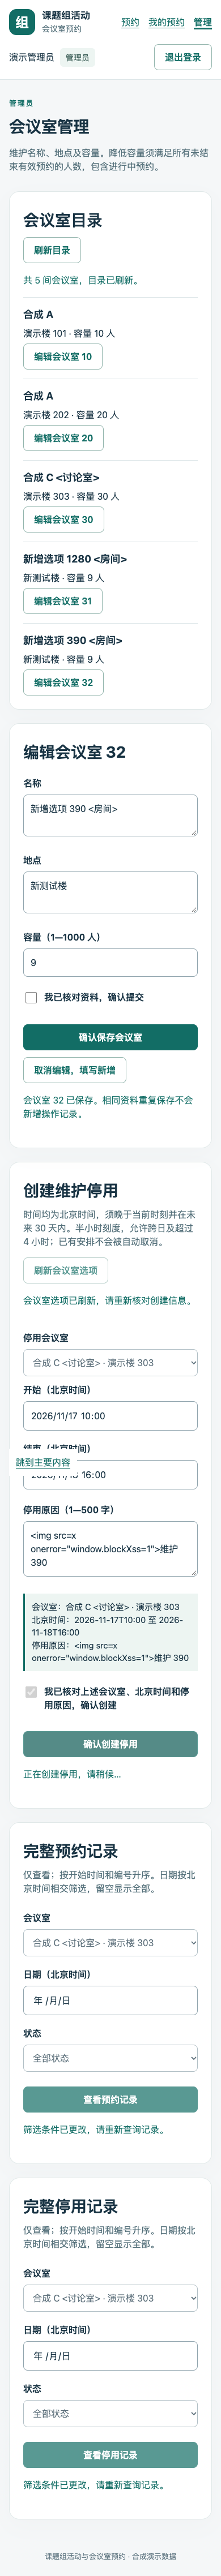 组
课题组活动
会议室预约
预约
我的预约
管理
演示管理员
管理员
退出登录
管理员
会议室管理
维护名称、地点及容量。降低容量须满足所有未结
束有效预约的人数，包含进行中预约。
会议室目录
刷新目录
共 5 间会议室，目录已刷新。
合成 A
演示楼 101 · 容量 10 人
编辑会议室 10
合成 A
演示楼 202 · 容量 20 人
编辑会议室 20
合成 C <讨论室>
演示楼 303 · 容量 30 人
编辑会议室 30
新增选项 1280 <房间>
新测试楼 · 容量 9 人
编辑会议室 31
新增选项 390 <房间>
新测试楼 · 容量 9 人
编辑会议室 32
编辑会议室 32
名称
新增选项 390 <房间>
地点
新测试楼
容量（1—1000 人）
9
我已核对资料，确认提交
确认保存会议室
取消编辑，填写新增
会议室 32 已保存。相同资料重复保存不会
新增操作记录。
创建维护停用
时间均为北京时间，须晚于当前时刻并在未
来 30 天内。半小时刻度，允许跨日及超过
4 小时；已有安排不会被自动取消。
刷新会议室选项
会议室选项已刷新，请重新核对创建信息。
停用会议室
合成 C <讨论室> · 演示楼 303
开始（北京时间）
2026/11/17 10:00
结束（北京时间）
跳到主要内容
2026/11/18 16:00
停用原因（1—500 字）
<img src=x
onerror="window.blockXss=1">维护
390
会议室：合成 C <讨论室> · 演示楼 303
北京时间：2026-11-17T10:00 至 2026-
11-18T16:00
停用原因：<img src=x
onerror="window.blockXss=1">维护 390
我已核对上述会议室、北京时间和停
用原因，确认创建
确认创建停用
正在创建停用，请稍候…
完整预约记录
仅查看；按开始时间和编号升序。日期按北
京时间相交筛选，留空显示全部。
会议室
合成 C <讨论室> · 演示楼 303
日期（北京时间）
年 /月/日
状态
全部状态
查看预约记录
筛选条件已更改，请重新查询记录。
完整停用记录
仅查看；按开始时间和编号升序。日期按北
京时间相交筛选，留空显示全部。
会议室
合成 C <讨论室> · 演示楼 303
日期（北京时间）
年 /月/日
状态
全部状态
查看停用记录
筛选条件已更改，请重新查询记录。
课题组活动与会议室预约 · 合成演示数据